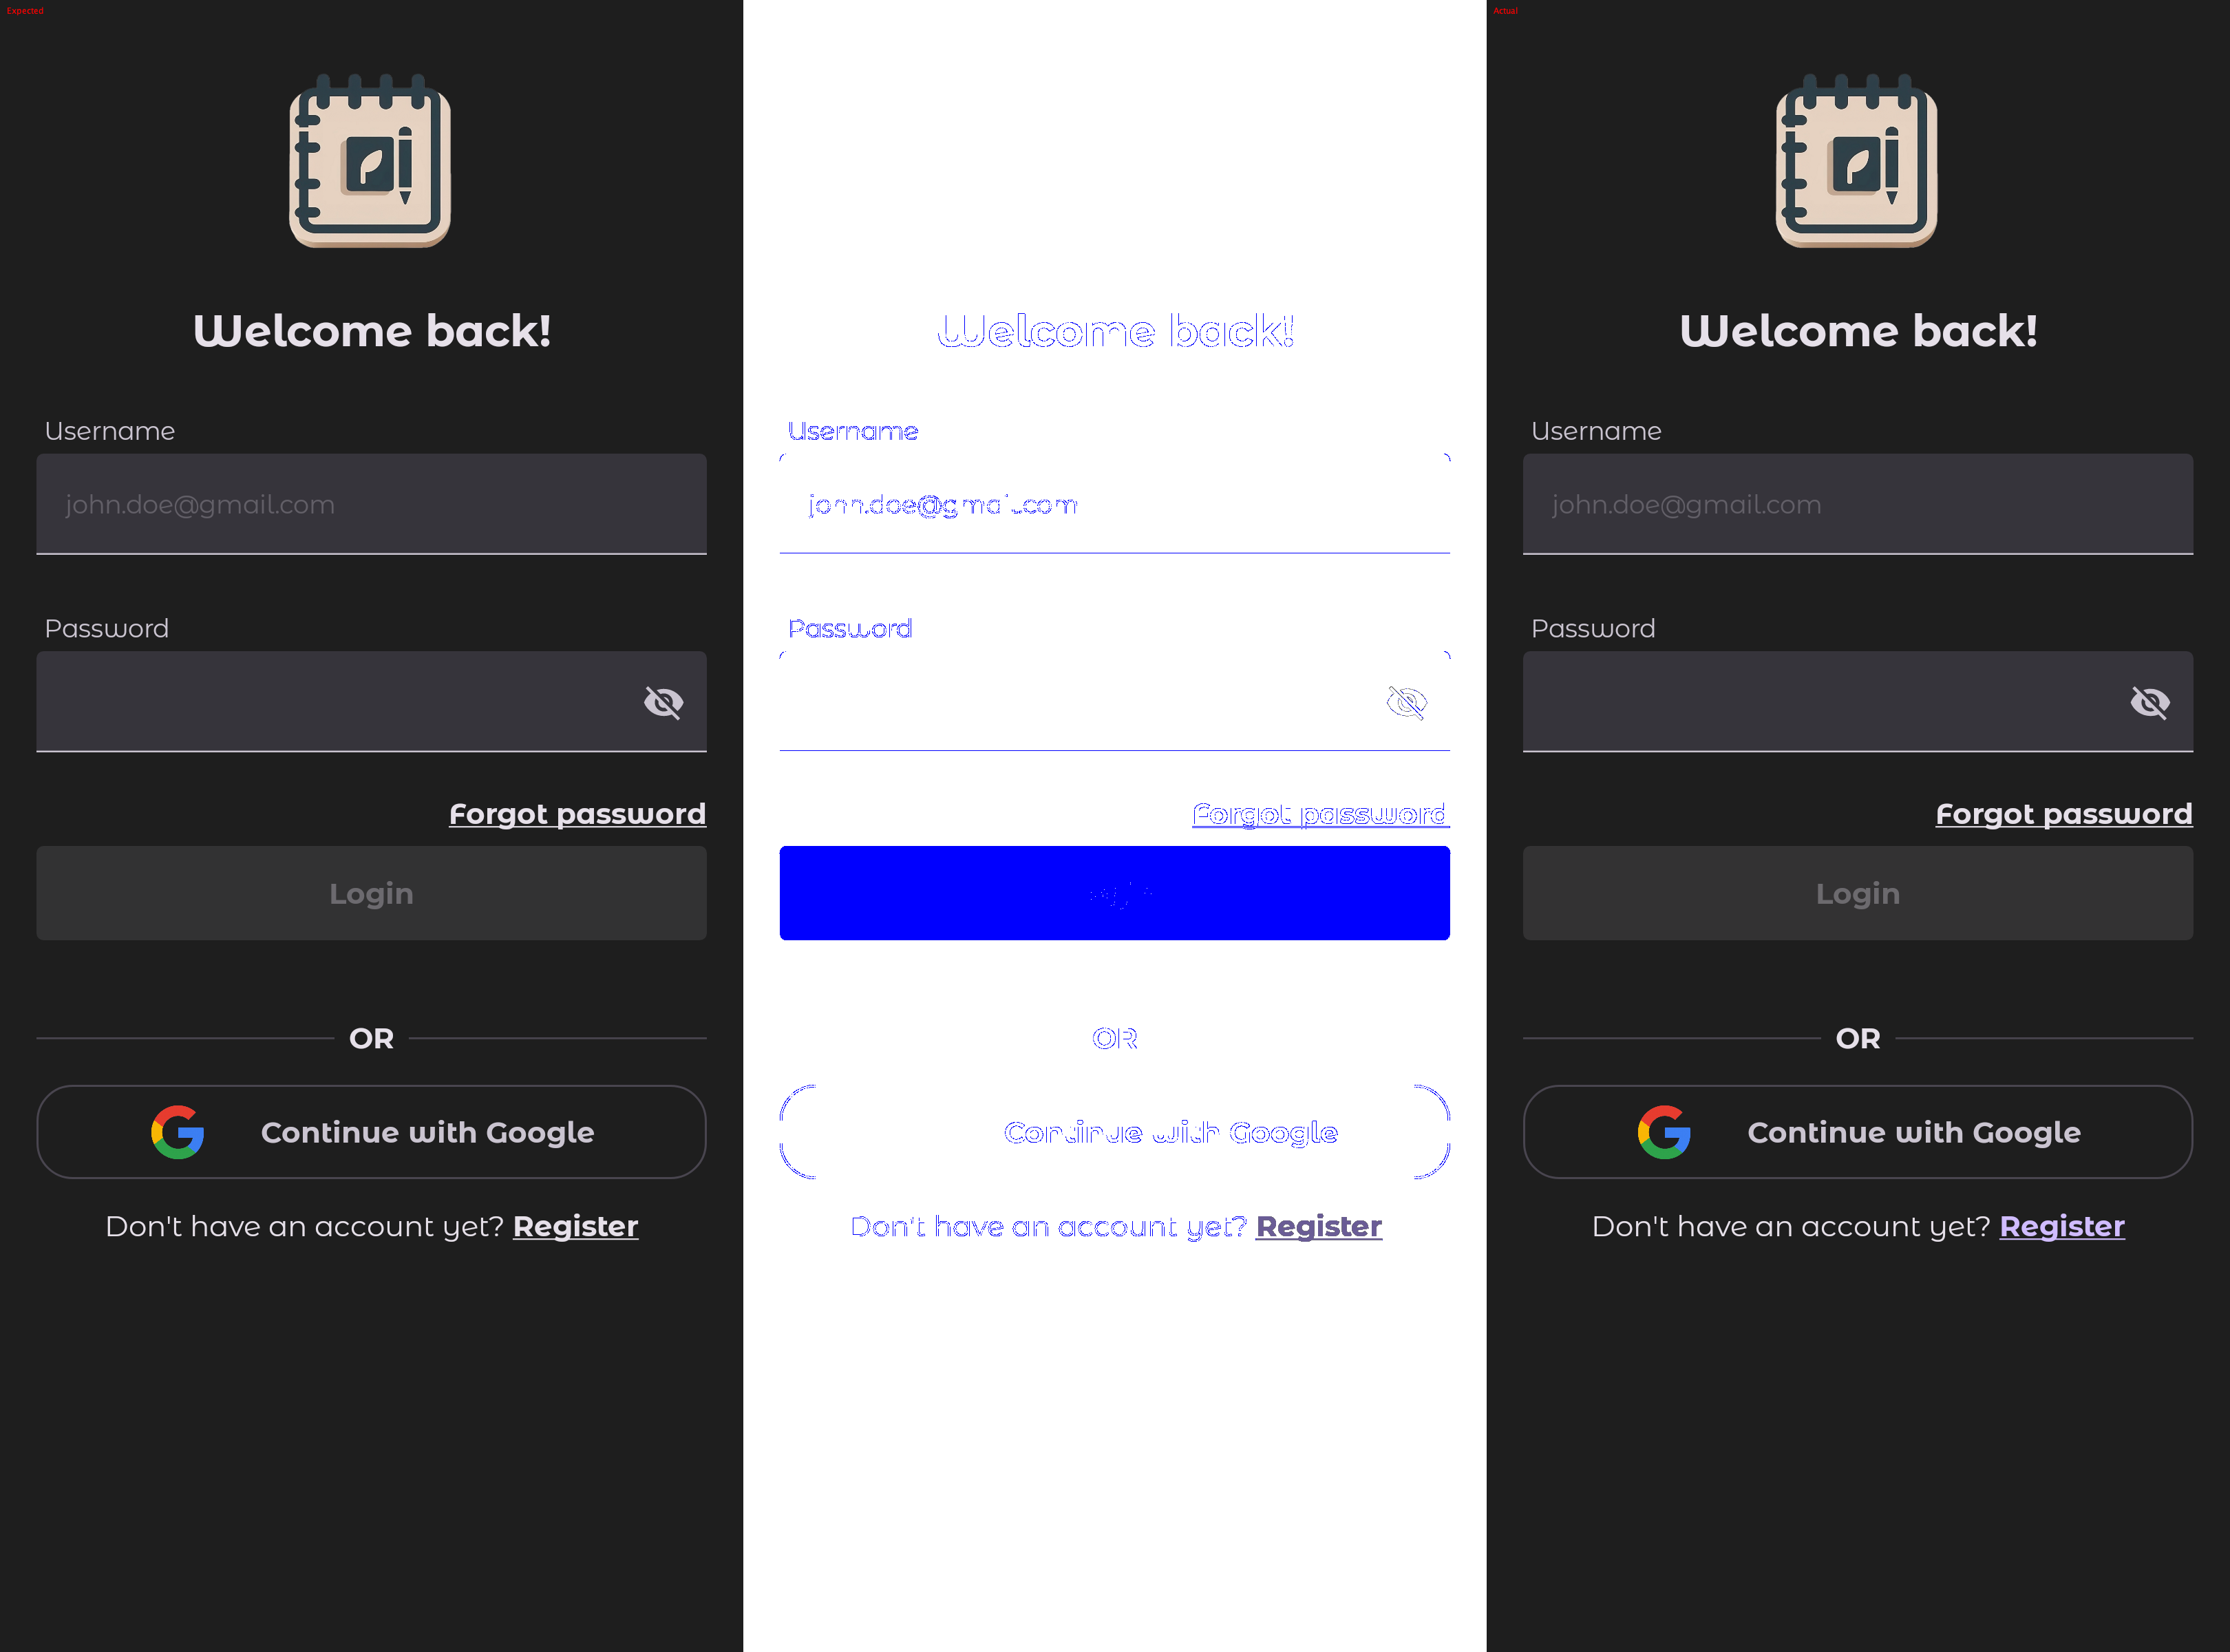 Expected
Welcome back!
Username
john.doe@gmail.com
Password
Forgot password
Login
OR
Continue with Google
Don't have an account yet? Register
Welcome back!
Username
john.doe@gmail.com
Password
Forgot password
OR
Continue with Google
Don't have an account yet? Register
Actual
Welcome back!
Username
john.doe@gmail.com
Password
Forgot password
Login
OR
Continue with Google
Don't have an account yet? Register